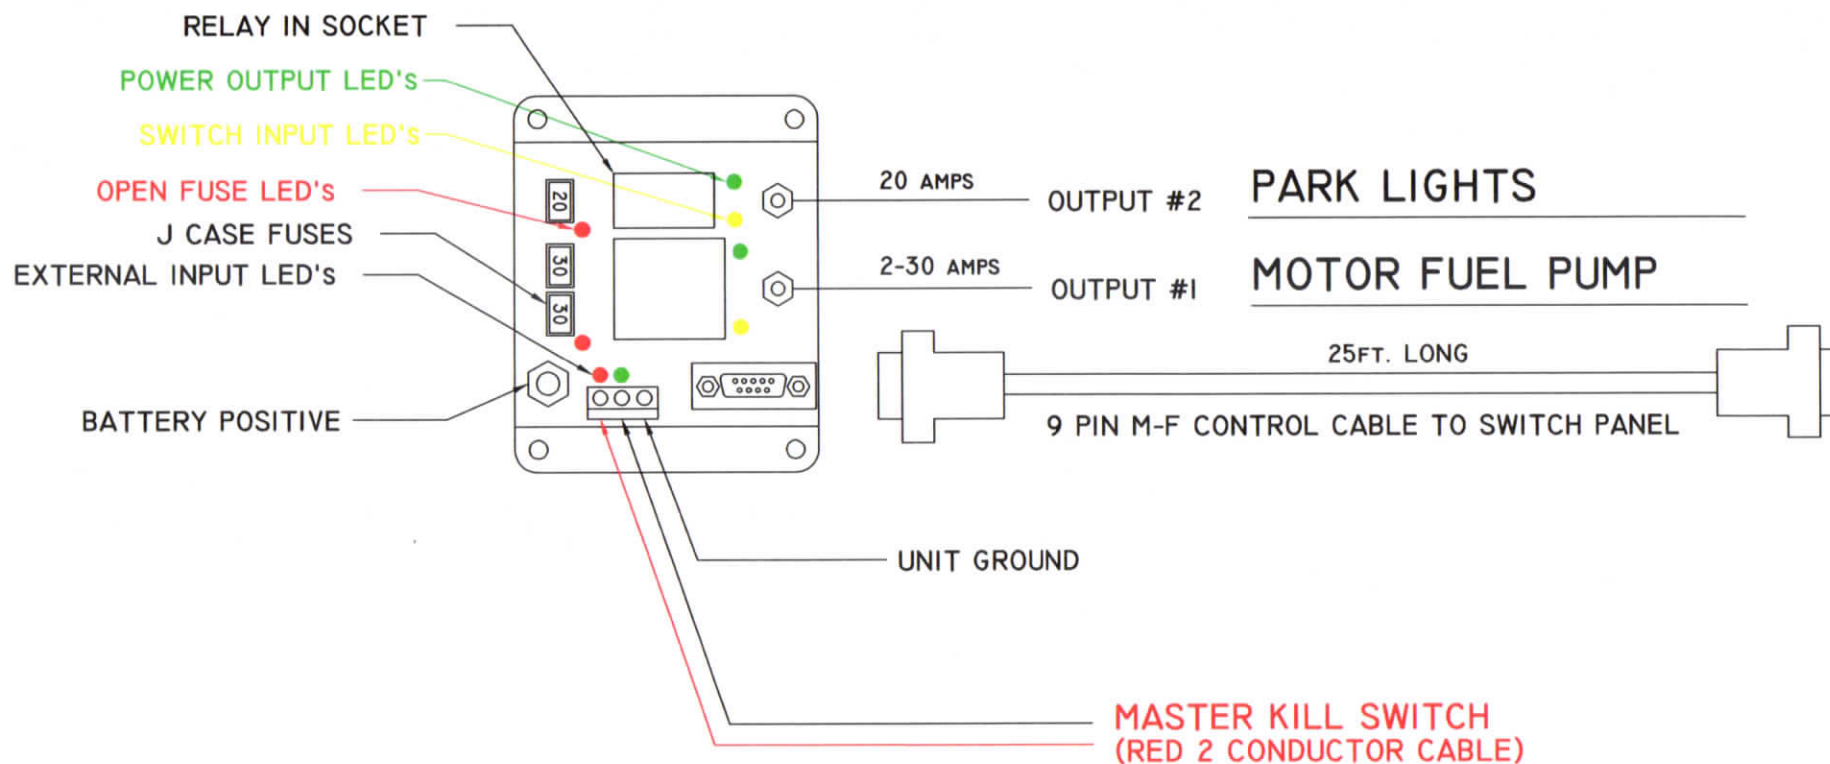 RELAY IN SOCKET
POWER OUTPUT LED's
SWITCH INPUT LED's
OPEN FUSE LED's
J CASE FUSES
EXTERNAL INPUT LED's
BATTERY POSITIVE
20
30
30
20 AMPS
OUTPUT #2
PARK LIGHTS
2-30 AMPS
OUTPUT #1
MOTOR FUEL PUMP
25FT. LONG
9 PIN M-F CONTROL CABLE TO SWITCH PANEL
UNIT GROUND
MASTER KILL SWITCH
(RED 2 CONDUCTOR CABLE)